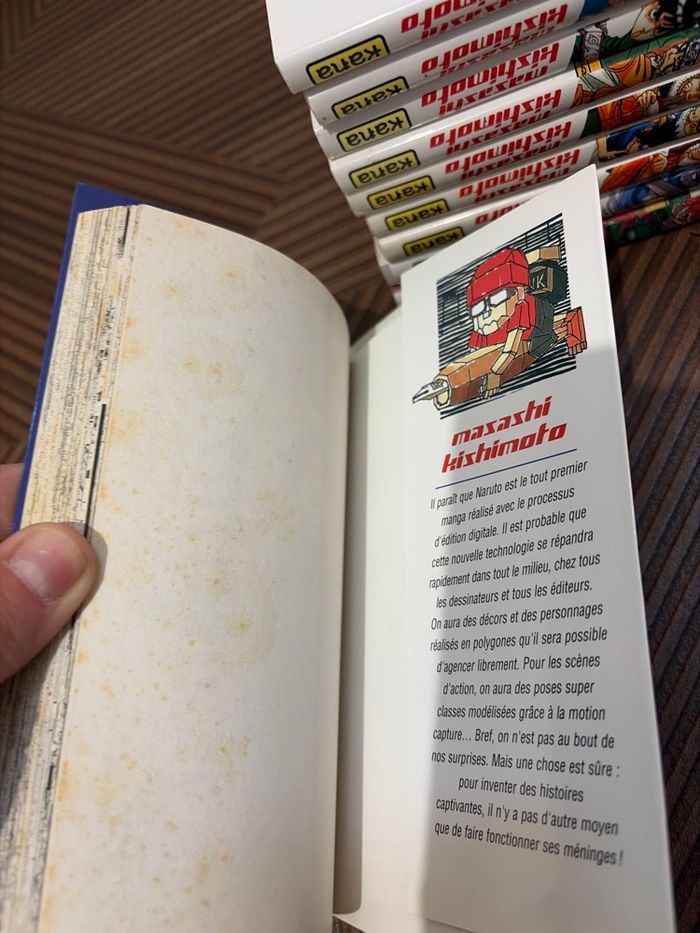 kana
masashi
kishimoto
kana
masashi
kishimoto
kana
masashi
kishimoto
kana
masashi
kishimoto
kana
masashi
kishimoto
kana
kana
K
masashi
kishimoto
Il paraît que Naruto est le tout premier
manga réalisé avec le processus
d'édition digitale. Il est probable que
cette nouvelle technologie se répandra
rapidement dans tout le milieu, chez tous
les dessinateurs et tous les éditeurs.
On aura des décors et des personnages
réalisés en polygones qu'il sera possible
d'agencer librement. Pour les scènes
d'action, on aura des poses super
classes modélisées grâce à la motion
capture... Bref, on n'est pas au bout de
nos surprises. Mais une chose est sûre :
pour inventer des histoires
captivantes, il n'y a pas d'autre moyen
que de faire fonctionner ses méninges !